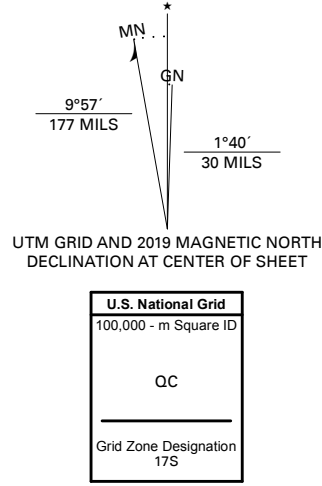 ★
MN
GN
9°57´
177 MILS
1°40´
30 MILS
UTM GRID AND 2019 MAGNETIC NORTH
DECLINATION AT CENTER OF SHEET
U.S. National Grid
100,000 - m Square ID
QC
Grid Zone Designation
17S